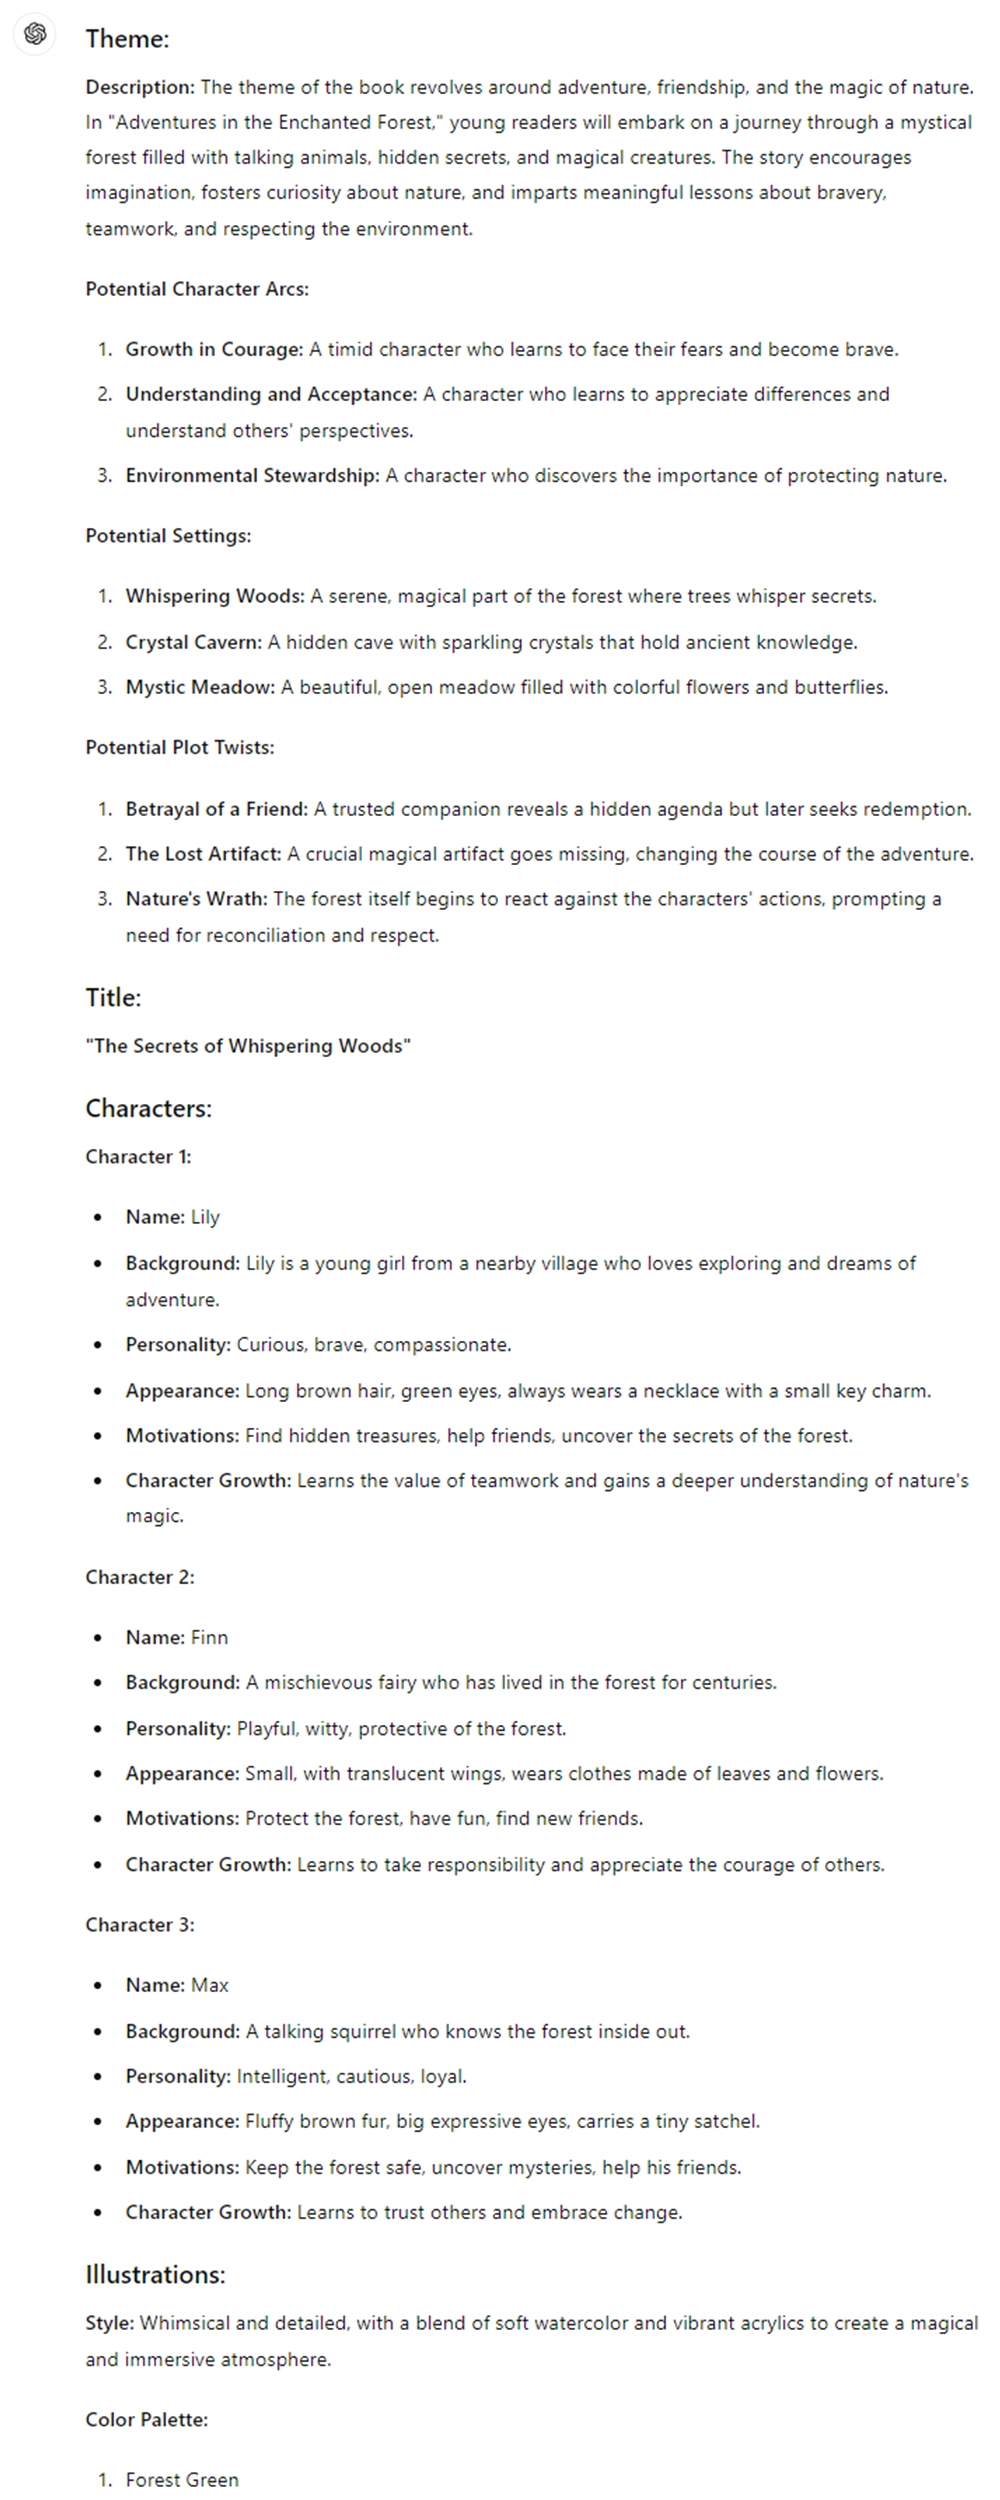 Theme:
Description: The theme of the book revolves around adventure, friendship, and the magic of nature.
In "Adventures in the Enchanted Forest," young readers will embark on a journey through a mystical
forest filled with talking animals, hidden secrets, and magical creatures. The story encourages
imagination, fosters curiosity about nature, and imparts meaningful lessons about bravery,
teamwork, and respecting the environment.
Potential Character Arcs:
1. Growth in Courage: A timid character who learns to face their fears and become brave.
2. Understanding and Acceptance: A character who learns to appreciate differences and
understand others' perspectives.
3. Environmental Stewardship: A character who discovers the importance of protecting nature.
Potential Settings:
1. Whispering Woods: A serene, magical part of the forest where trees whisper secrets.
2. Crystal Cavern: A hidden cave with sparkling crystals that hold ancient knowledge.
3. Mystic Meadow: A beautiful, open meadow filled with colorful flowers and butterflies.
Potential Plot Twists:
1. Betrayal of a Friend: A trusted companion reveals a hidden agenda but later seeks redemption.
2. The Lost Artifact: A crucial magical artifact goes missing, changing the course of the adventure.
3. Nature's Wrath: The forest itself begins to react against the characters' actions, prompting a
need for reconciliation and respect.
Title:
"The Secrets of Whispering Woods"
Characters:
Character 1:
• Name: Lily
• Background: Lily is a young girl from a nearby village who loves exploring and dreams of
adventure.
• Personality: Curious, brave, compassionate.
• Appearance: Long brown hair, green eyes, always wears a necklace with a small key charm.
• Motivations: Find hidden treasures, help friends, uncover the secrets of the forest.
• Character Growth: Learns the value of teamwork and gains a deeper understanding of nature's
magic.
Character 2:
• Name: Finn
• Background: A mischievous fairy who has lived in the forest for centuries.
• Personality: Playful, witty, protective of the forest.
• Appearance: Small, with translucent wings, wears clothes made of leaves and flowers.
• Motivations: Protect the forest, have fun, find new friends.
• Character Growth: Learns to take responsibility and appreciate the courage of others.
Character 3:
• Name: Max
• Background: A talking squirrel who knows the forest inside out.
• Personality: Intelligent, cautious, loyal.
• Appearance: Fluffy brown fur, big expressive eyes, carries a tiny satchel.
• Motivations: Keep the forest safe, uncover mysteries, help his friends.
• Character Growth: Learns to trust others and embrace change.
Illustrations:
Style: Whimsical and detailed, with a blend of soft watercolor and vibrant acrylics to create a magical
and immersive atmosphere.
Color Palette:
1. Forest Green